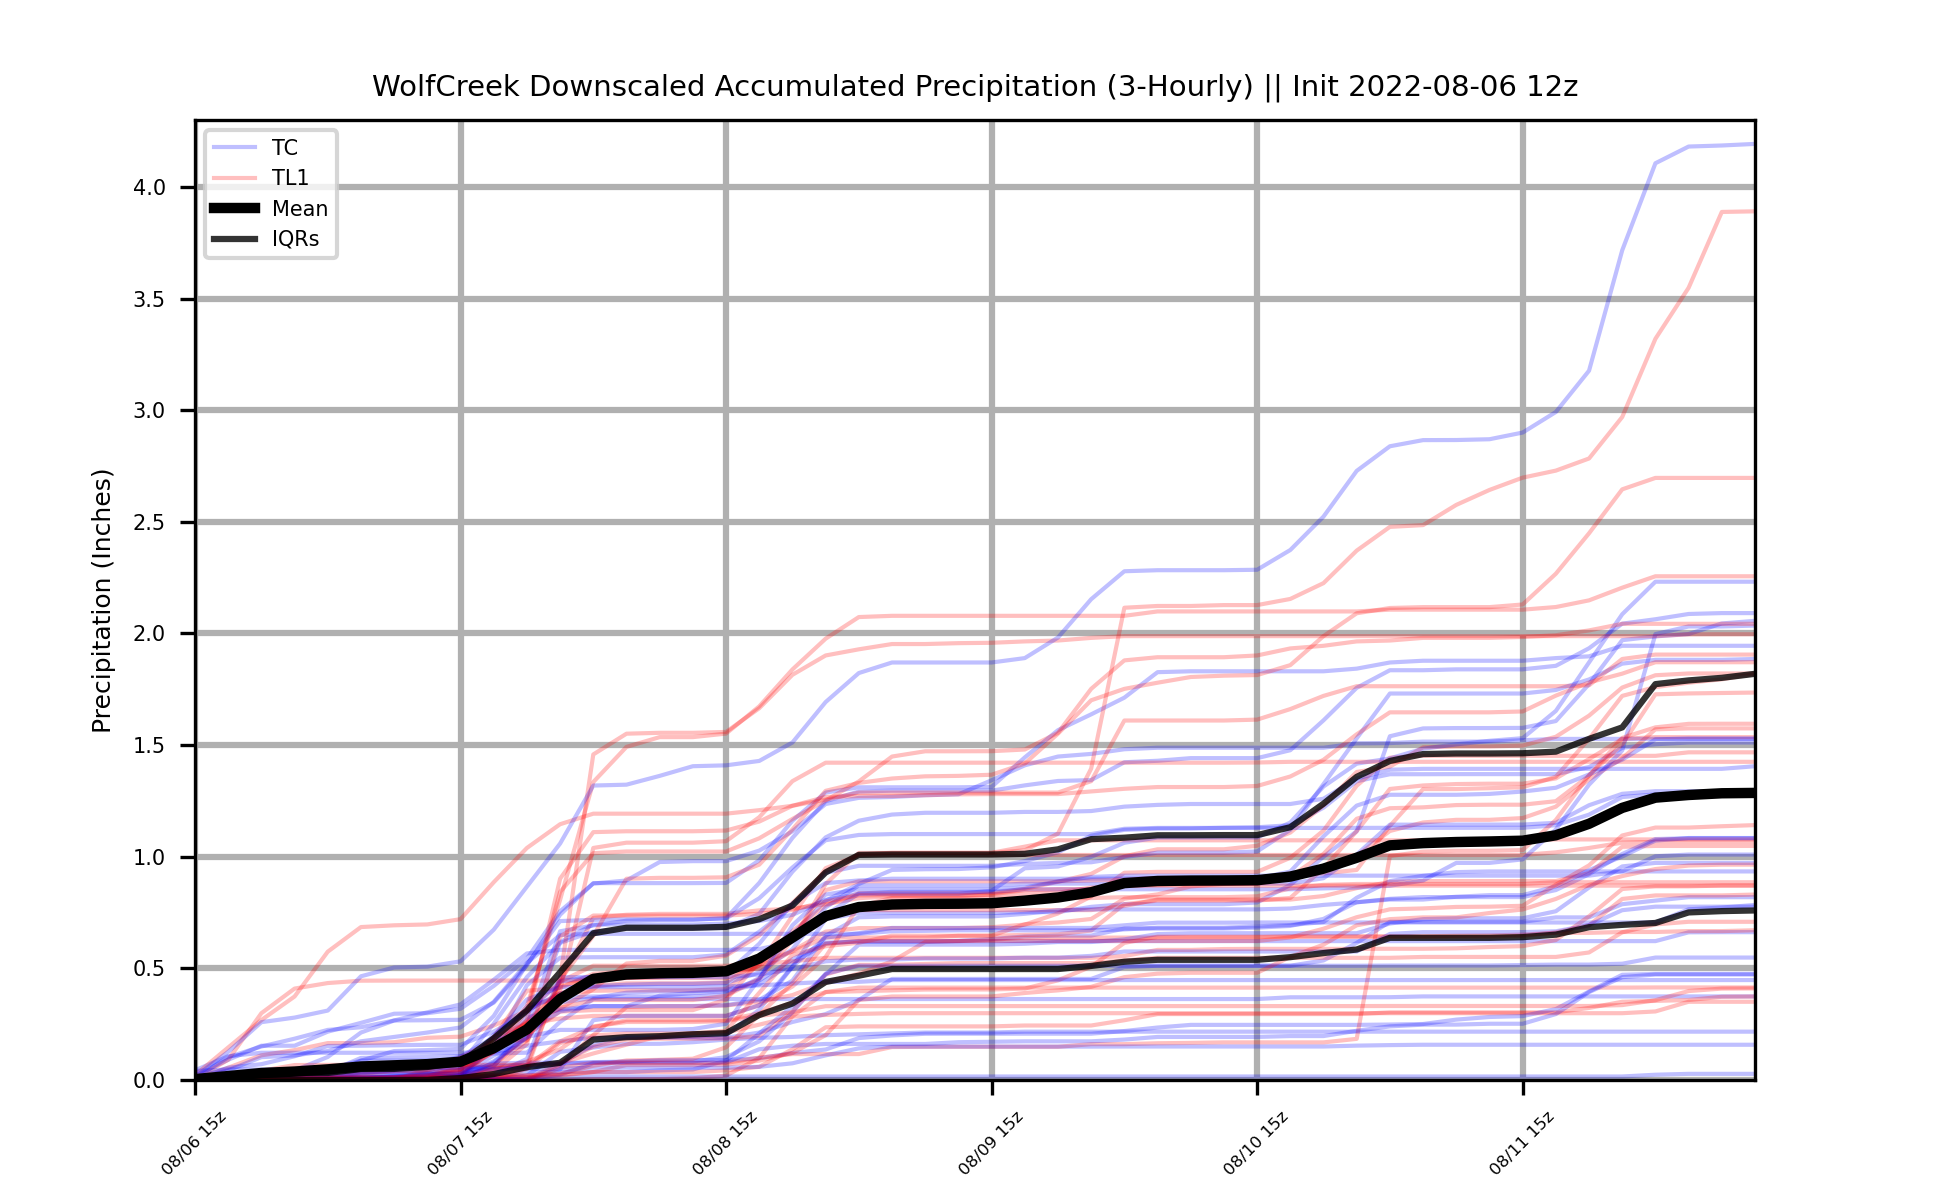 WolfCreek Downscaled Accumulated Precipitation (3-Hourly) || Init 2022-08-06 12z
TC
TL1
Mean
IQRs
Precipitation (Inches)
4.0
3.5
3.0
2.5
2.0
1.5
1.0
0.5
0.0
08/06 15z
08/07 15z
08/08 15z
08/09 15z
08/10 15z
08/11 15z